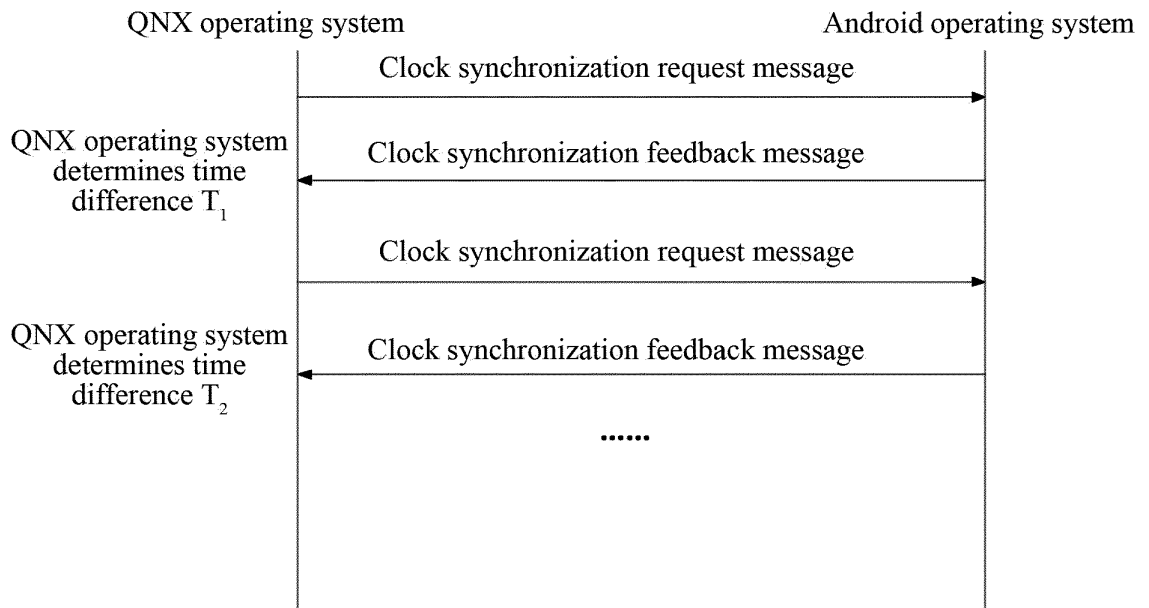 QNX operating system
Android operating system
Clock synchronization request message
QNX operating system
determines time
difference T₁
Clock synchronization feedback message
Clock synchronization request message
QNX operating system
determines time
difference T₂
Clock synchronization feedback message
......